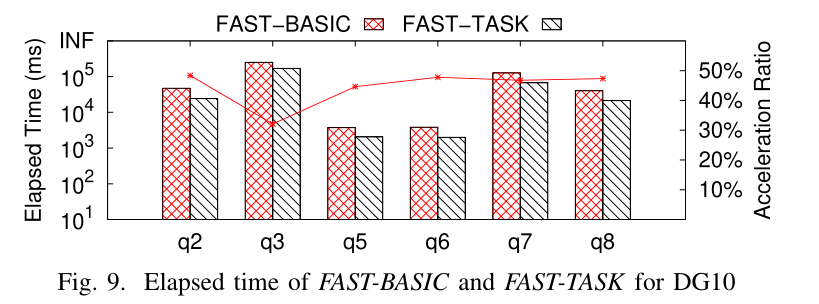 FAST−BASIC FAST−TASK
Elapsed Time (ms)
INF
10^5
10^4
10^3
10^2
10^1
50%
40%
30%
20%
10%
Acceleration Ratio
q2 q3 q5 q6 q7 q8
Fig. 9. Elapsed time of FAST-BASIC and FAST-TASK for DG10